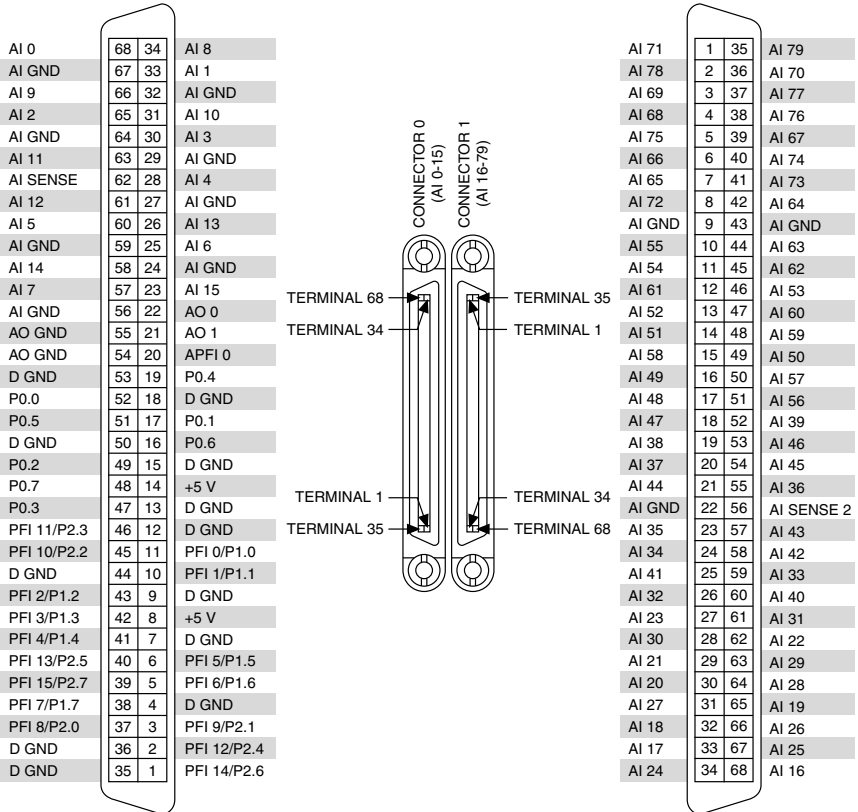 AI 0 68 34 AI 8
AI GND 67 33 AI 1
AI 9 66 32 AI GND
AI 2 65 31 AI 10
AI GND 64 30 AI 3
AI 11 63 29 AI GND
AI SENSE 62 28 AI 4
AI 12 61 27 AI GND
AI 5 60 26 AI 13
AI GND 59 25 AI 6
AI 14 58 24 AI GND
AI 7 57 23 AI 15
AI GND 56 22 AO 0
AO GND 55 21 AO 1
AO GND 54 20 APFI 0
D GND 53 19 P0.4
P0.0 52 18 D GND
P0.5 51 17 P0.1
D GND 50 16 P0.6
P0.2 49 15 D GND
P0.7 48 14 +5 V
P0.3 47 13 D GND
PFI 11/P2.3 46 12 D GND
PFI 10/P2.2 45 11 PFI 0/P1.0
D GND 44 10 PFI 1/P1.1
PFI 2/P1.2 43 9 D GND
PFI 3/P1.3 42 8 +5 V
PFI 4/P1.4 41 7 D GND
PFI 13/P2.5 40 6 PFI 5/P1.5
PFI 15/P2.7 39 5 PFI 6/P1.6
PFI 7/P1.7 38 4 D GND
PFI 8/P2.0 37 3 PFI 9/P2.1
D GND 36 2 PFI 12/P2.4
D GND 35 1 PFI 14/P2.6
CONNECTOR 0
(AI 0-15)
CONNECTOR 1
(AI 16-79)
TERMINAL 68
TERMINAL 34
TERMINAL 35
TERMINAL 1
TERMINAL 1
TERMINAL 35
TERMINAL 34
TERMINAL 68
AI 71 1 35 AI 79
AI 78 2 36 AI 70
AI 69 3 37 AI 77
AI 68 4 38 AI 76
AI 75 5 39 AI 67
AI 66 6 40 AI 74
AI 65 7 41 AI 73
AI 72 8 42 AI 64
AI GND 9 43 AI GND
AI 55 10 44 AI 63
AI 54 11 45 AI 62
AI 61 12 46 AI 53
AI 52 13 47 AI 60
AI 51 14 48 AI 59
AI 58 15 49 AI 50
AI 49 16 50 AI 57
AI 48 17 51 AI 56
AI 47 18 52 AI 39
AI 38 19 53 AI 46
AI 37 20 54 AI 45
AI 44 21 55 AI 36
AI GND 22 56 AI SENSE 2
AI 35 23 57 AI 43
AI 34 24 58 AI 42
AI 41 25 59 AI 33
AI 32 26 60 AI 40
AI 23 27 61 AI 31
AI 30 28 62 AI 22
AI 21 29 63 AI 29
AI 20 30 64 AI 28
AI 27 31 65 AI 19
AI 18 32 66 AI 26
AI 17 33 67 AI 25
AI 24 34 68 AI 16